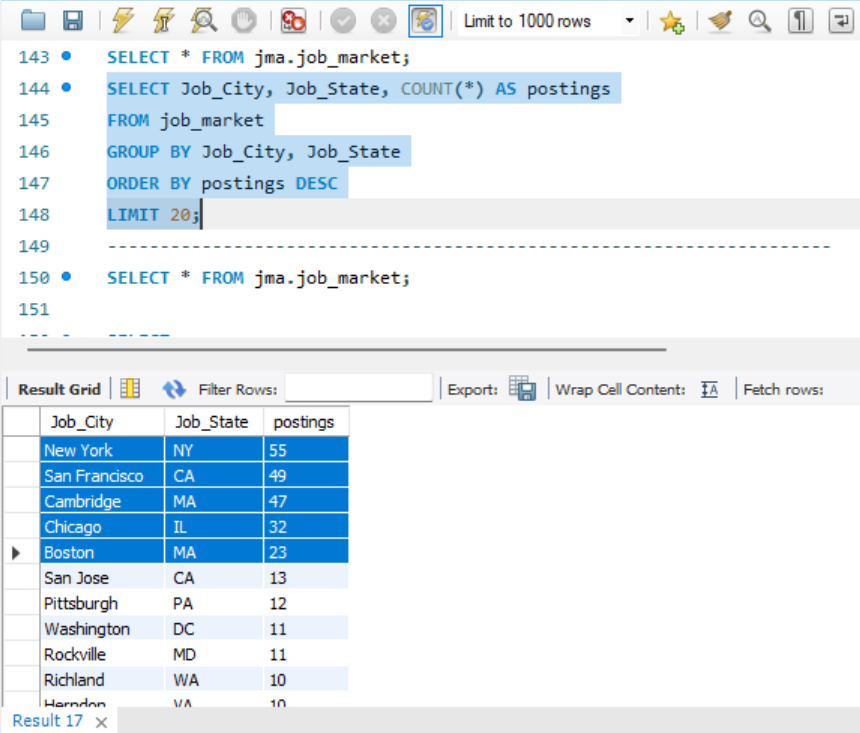 Limit to 1000 rows
143 SELECT * FROM jma.job_market;
144 SELECT Job_City, Job_State, COUNT(*) AS postings
145 FROM job_market
146 GROUP BY Job_City, Job_State
147 ORDER BY postings DESC
148 LIMIT 20;
149 ---------------------------------------------------------------------
150 SELECT * FROM jma.job_market;
151
Result Grid Filter Rows: Export: Wrap Cell Content: IA Fetch rows:
Job_City Job_State postings
New York NY 55
San Francisco CA 49
Cambridge MA 47
Chicago IL 32
Boston MA 23
San Jose CA 13
Pittsburgh PA 12
Washington DC 11
Rockville MD 11
Richland WA 10
Herndon VA 10
Result 17